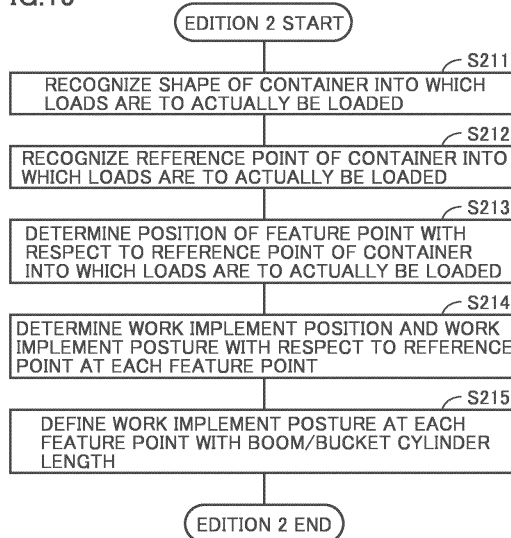 EDITION 2 START
S211
RECOGNIZE SHAPE OF CONTAINER INTO WHICH
LOADS ARE TO ACTUALLY BE LOADED
S212
RECOGNIZE REFERENCE POINT OF CONTAINER INTO
WHICH LOADS ARE TO ACTUALLY BE LOADED
S213
DETERMINE POSITION OF FEATURE POINT WITH
RESPECT TO REFERENCE POINT OF CONTAINER
INTO WHICH LOADS ARE TO ACTUALLY BE LOADED
S214
DETERMINE WORK IMPLEMENT POSITION AND WORK
IMPLEMENT POSTURE WITH RESPECT TO REFERENCE
POINT AT EACH FEATURE POINT
S215
DEFINE WORK IMPLEMENT POSTURE AT EACH
FEATURE POINT WITH BOOM/BUCKET CYLINDER
LENGTH
EDITION 2 END